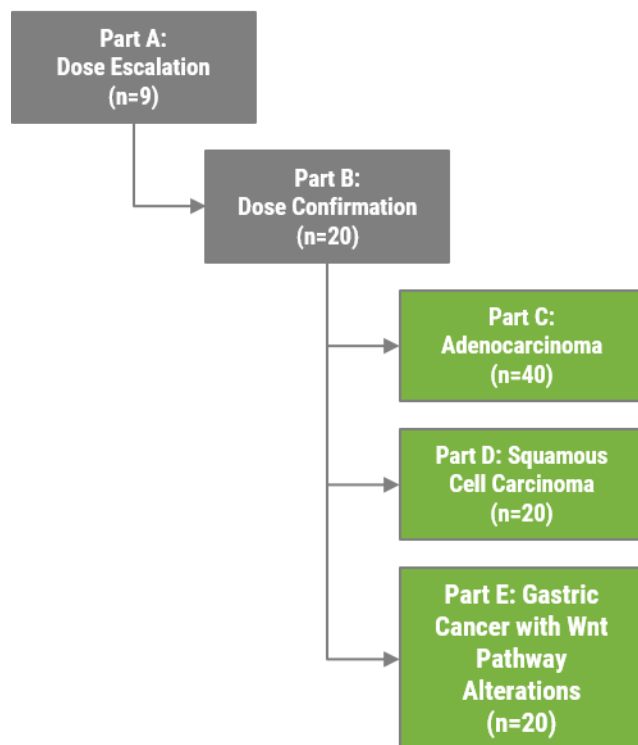 Part A:
Dose Escalation
(n=9)
Part B:
Dose Confirmation
(n=20)
Part C:
Adenocarcinoma
(n=40)
Part D: Squamous
Cell Carcinoma
(n=20)
Part E: Gastric
Cancer with Wnt
Pathway
Alterations
(n=20)